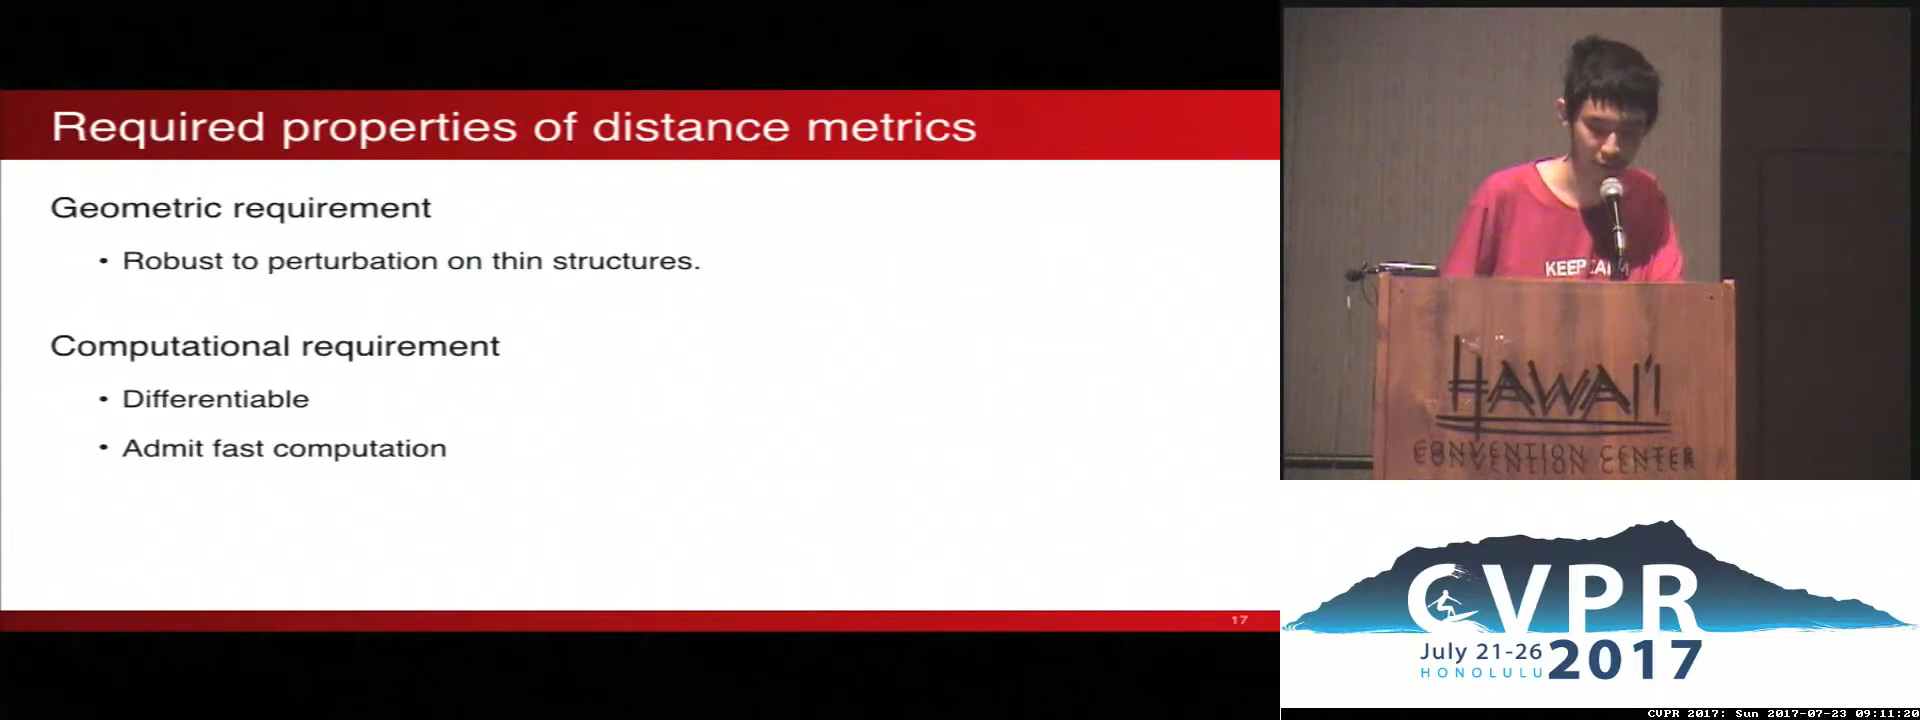 Required properties of distance metrics
Geometric requirement
• Robust to perturbation on thin structures.
Computational requirement
• Differentiable
• Admit fast computation
17
KEEP CALM
HAWAI'I
CONVENTION CENTER
CVPR
July 21-26
HONOLULU
2017
CVPR 2017: Sun 2017-07-23 09:11:20